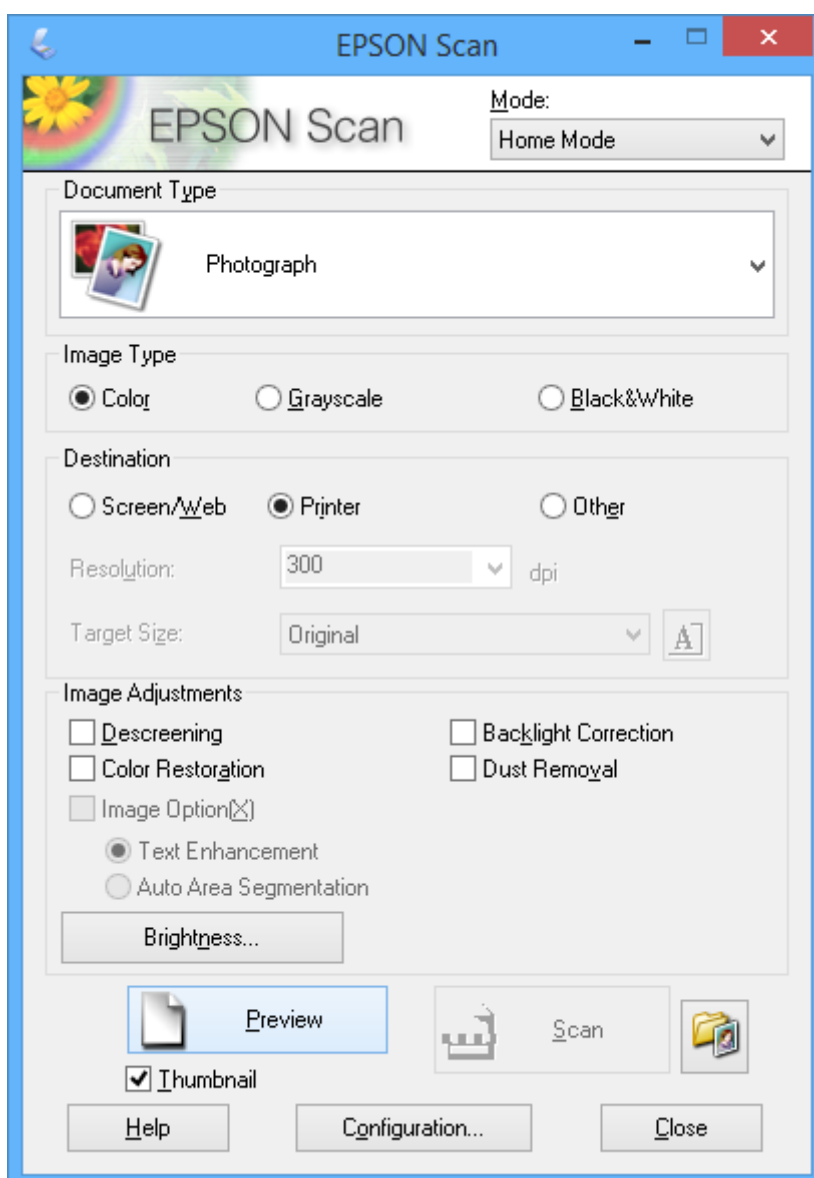 EPSON Scan
EPSON Scan
Mode:
Home Mode
Document Type
Photograph
Image Type
Color Grayscale Black&White
Destination
Screen/Web Printer Other
Resolution: 300 dpi
Target Size: Original A
Image Adjustments
Descreening Backlight Correction
Color Restoration Dust Removal
Image Option(X)
Text Enhancement
Auto Area Segmentation
Brightness...
Preview Scan
Thumbnail
Help Configuration... Close